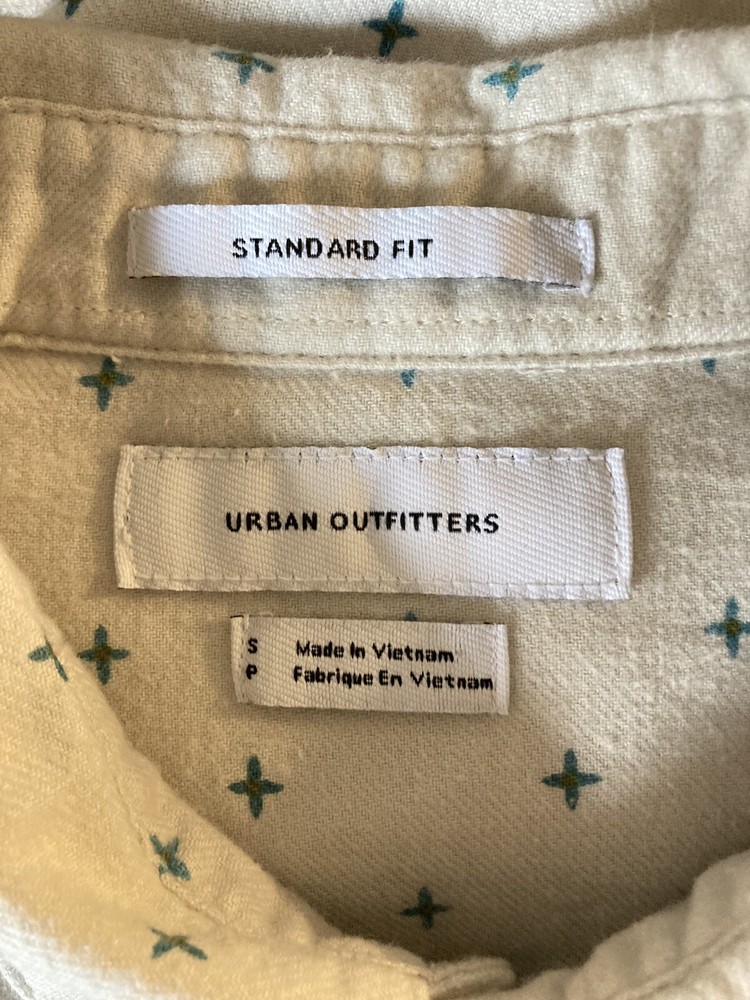 STANDARD FIT
URBAN OUTFITTERS
S Made In Vietnam
P Fabrique En Vietnam